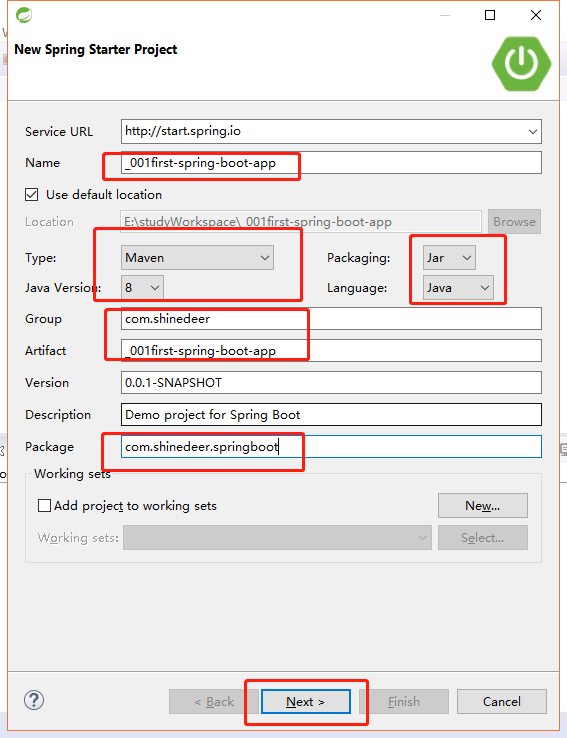 New Spring Starter Project
Service URL http://start.spring.io
Name _001first-spring-boot-app
Use default location
Location E:\studyWorkspace\_001first-spring-boot-app Browse
Type: Maven Packaging: Jar
Java Version: 8 Language: Java
Group com.shinedeer
Artifact _001first-spring-boot-app
Version 0.0.1-SNAPSHOT
Description Demo project for Spring Boot
Package com.shinedeer.springboot
Working sets
Add project to working sets New...
Working sets: Select...
? < Back Next > Finish Cancel